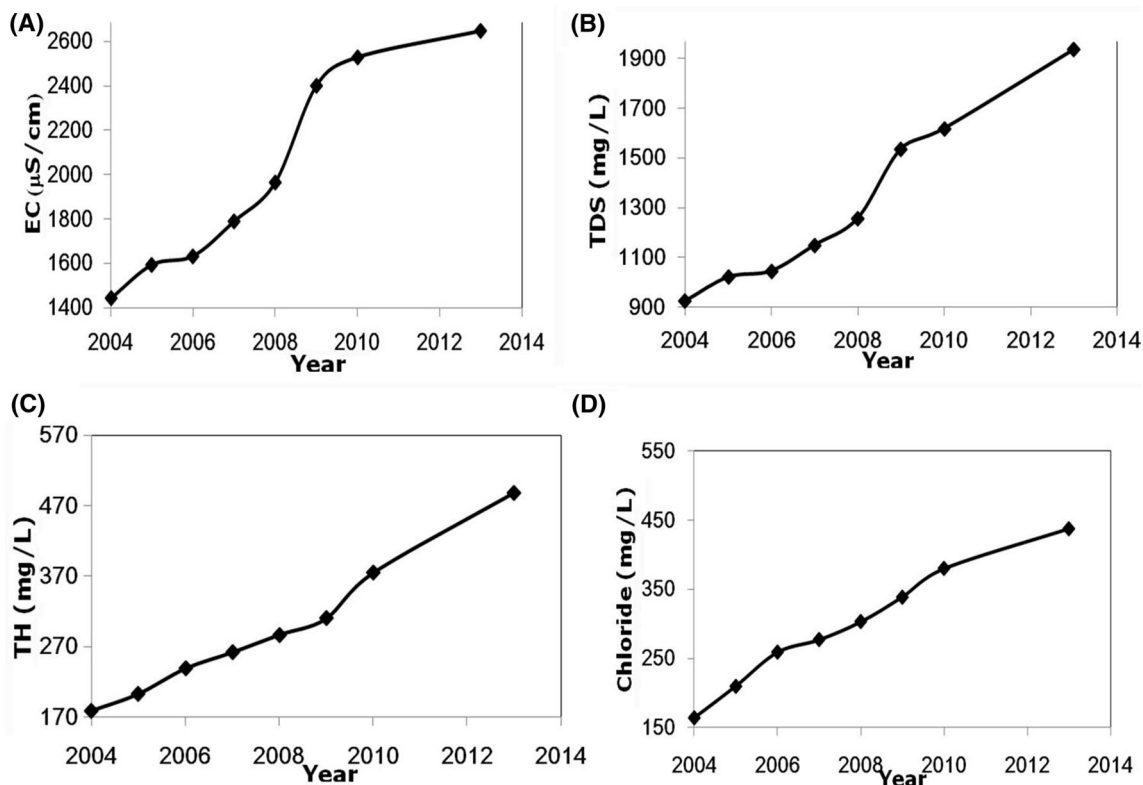 (A)
EC (μS/cm)
2600
2400
2200
2000
1800
1600
1400
2004 2006 2008 2010 2012 2014
Year
(B)
TDS (mg/L)
1900
1700
1500
1300
1100
900
2004 2006 2008 2010 2012 2014
Year
(C)
TH (mg/L)
570
470
370
270
170
2004 2006 2008 2010 2012 2014
Year
(D)
Chloride (mg/L)
550
450
350
250
150
2004 2006 2008 2010 2012 2014
Year